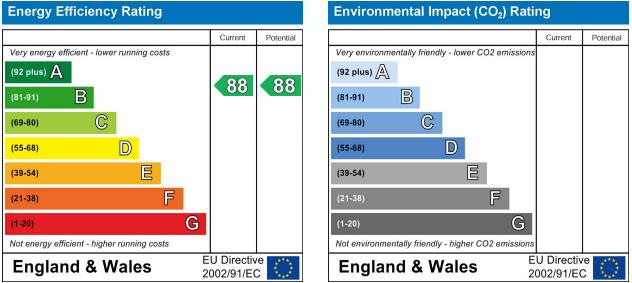 Energy Efficiency Rating
Current Potential
Very energy efficient - lower running costs
(92 plus) A
(81-91) B
88 88
(69-80) C
(55-68) D
(39-54) E
(21-38) F
(1-20) G
Not energy efficient - higher running costs
England & Wales
EU Directive
2002/91/EC
Environmental Impact (CO2) Rating
Current Potential
Very environmentally friendly - lower CO2 emissions
(92 plus) A
(81-91) B
(69-80) C
(55-68) D
(39-54) E
(21-38) F
(1-20) G
Not environmentally friendly - higher CO2 emissions
England & Wales
EU Directive
2002/91/EC